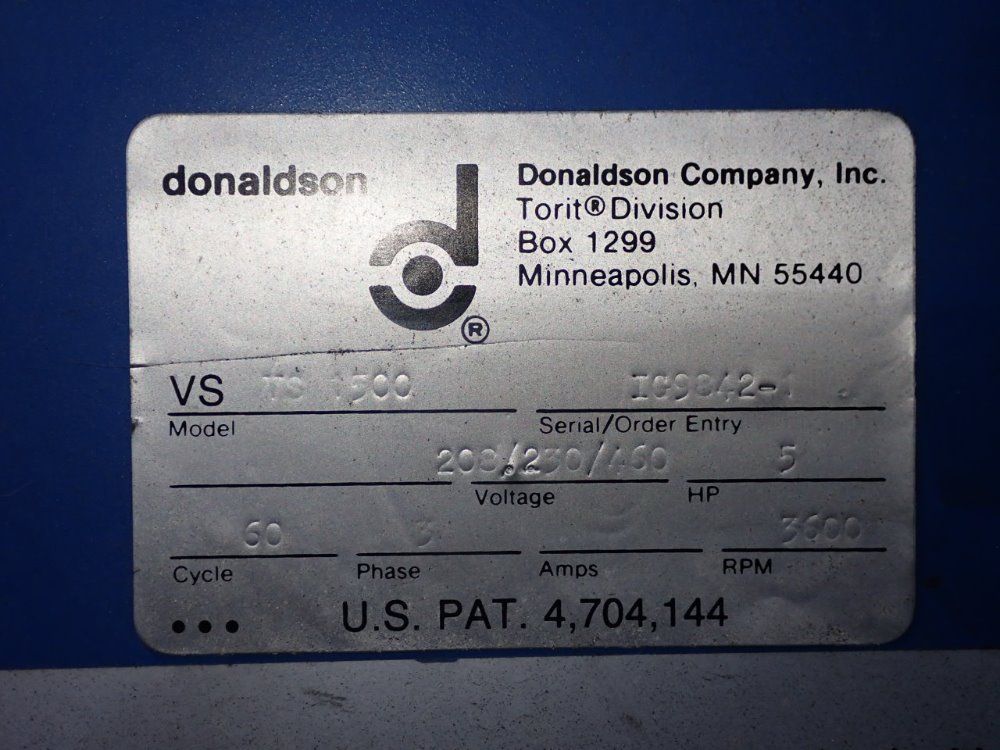 donaldson
Donaldson Company, Inc.
Torit® Division
Box 1299
Minneapolis, MN 55440
®
VS 1500
Model
IG9842-1
Serial/Order Entry
208/230/460
Voltage
5
HP
60
Cycle
3
Phase
Amps
3600
RPM
U.S. PAT. 4,704,144